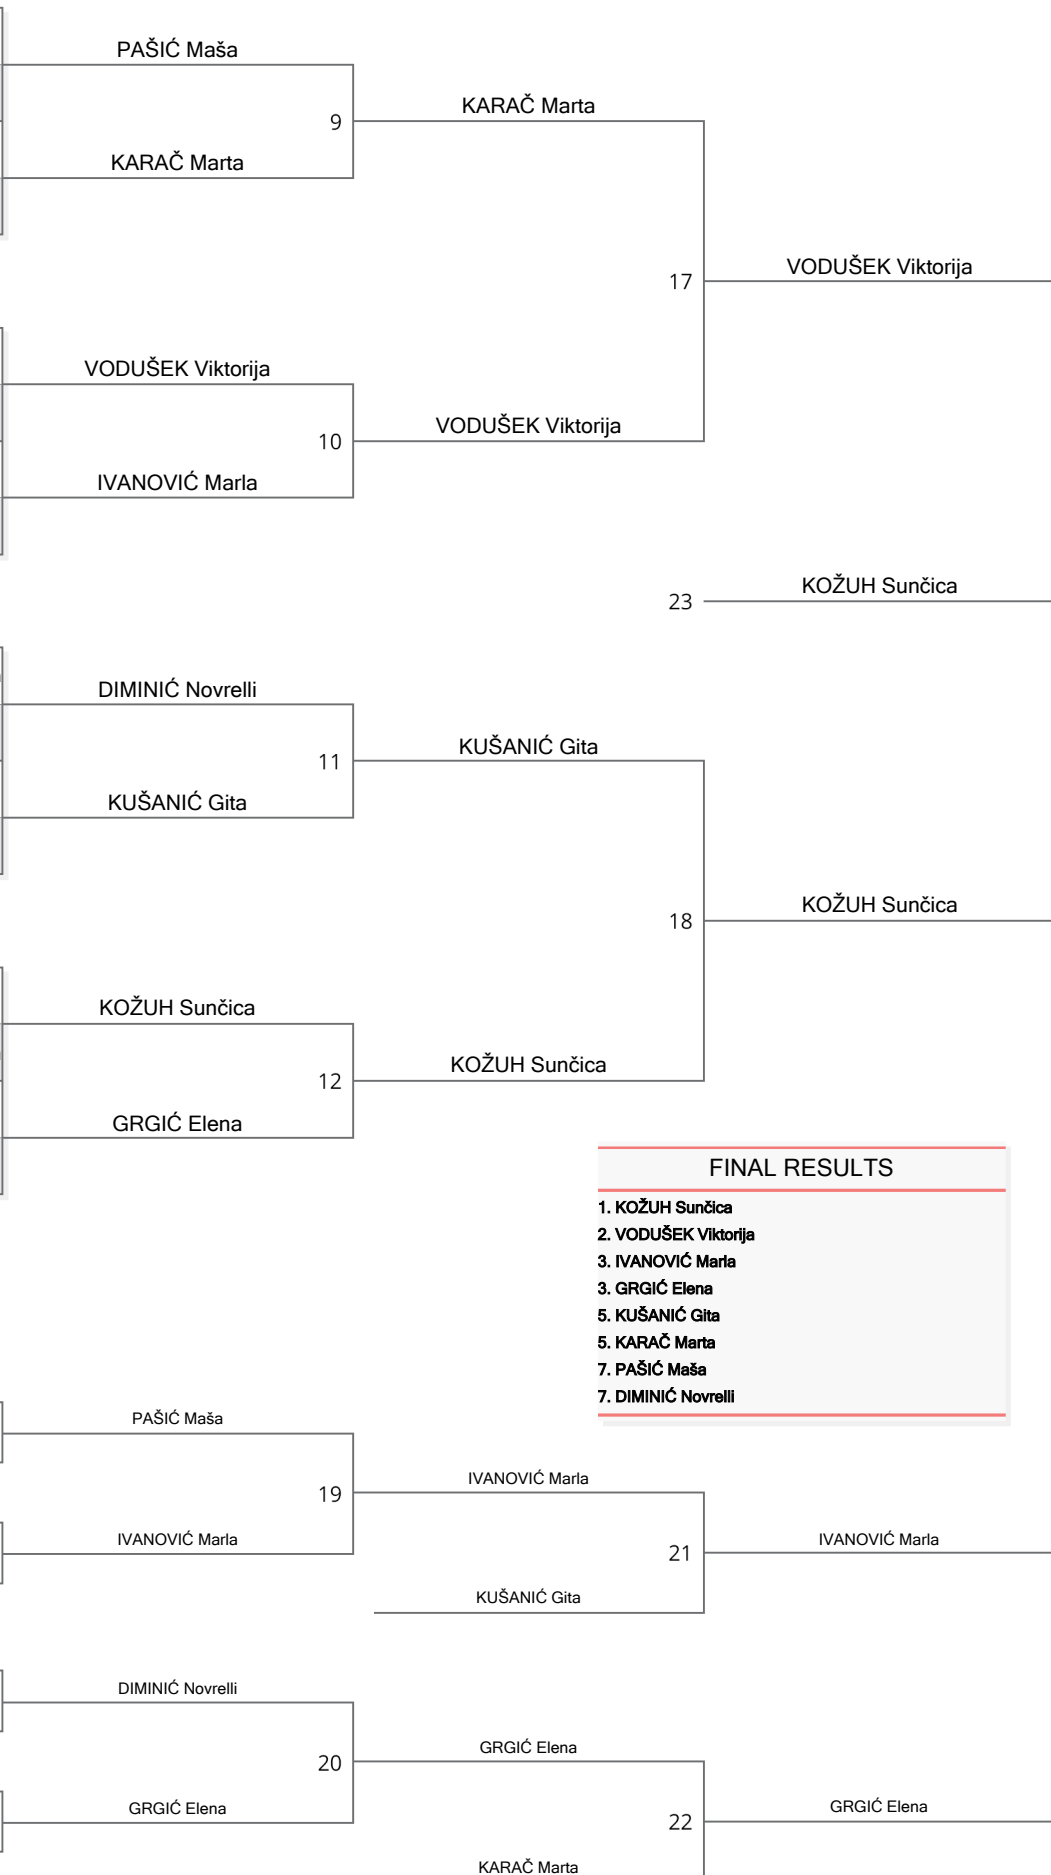 PAŠIĆ Maša
9
KARAČ Marta
KARAČ Marta
17
VODUŠEK Viktorija
VODUŠEK Viktorija
10
VODUŠEK Viktorija
IVANOVIĆ Marla
23
KOŽUH Sunčica
DIMINIĆ Novrelli
11
KUŠANIĆ Gita
KUŠANIĆ Gita
18
KOŽUH Sunčica
KOŽUH Sunčica
12
KOŽUH Sunčica
GRGIĆ Elena
FINAL RESULTS
1. KOŽUH Sunčica
2. VODUŠEK Viktorija
3. IVANOVIĆ Marla
3. GRGIĆ Elena
5. KUŠANIĆ Gita
5. KARAČ Marta
7. PAŠIĆ Maša
7. DIMINIĆ Novrelli
PAŠIĆ Maša
19
IVANOVIĆ Marla
IVANOVIĆ Marla
21
IVANOVIĆ Marla
KUŠANIĆ Gita
DIMINIĆ Novrelli
20
GRGIĆ Elena
GRGIĆ Elena
22
GRGIĆ Elena
KARAČ Marta